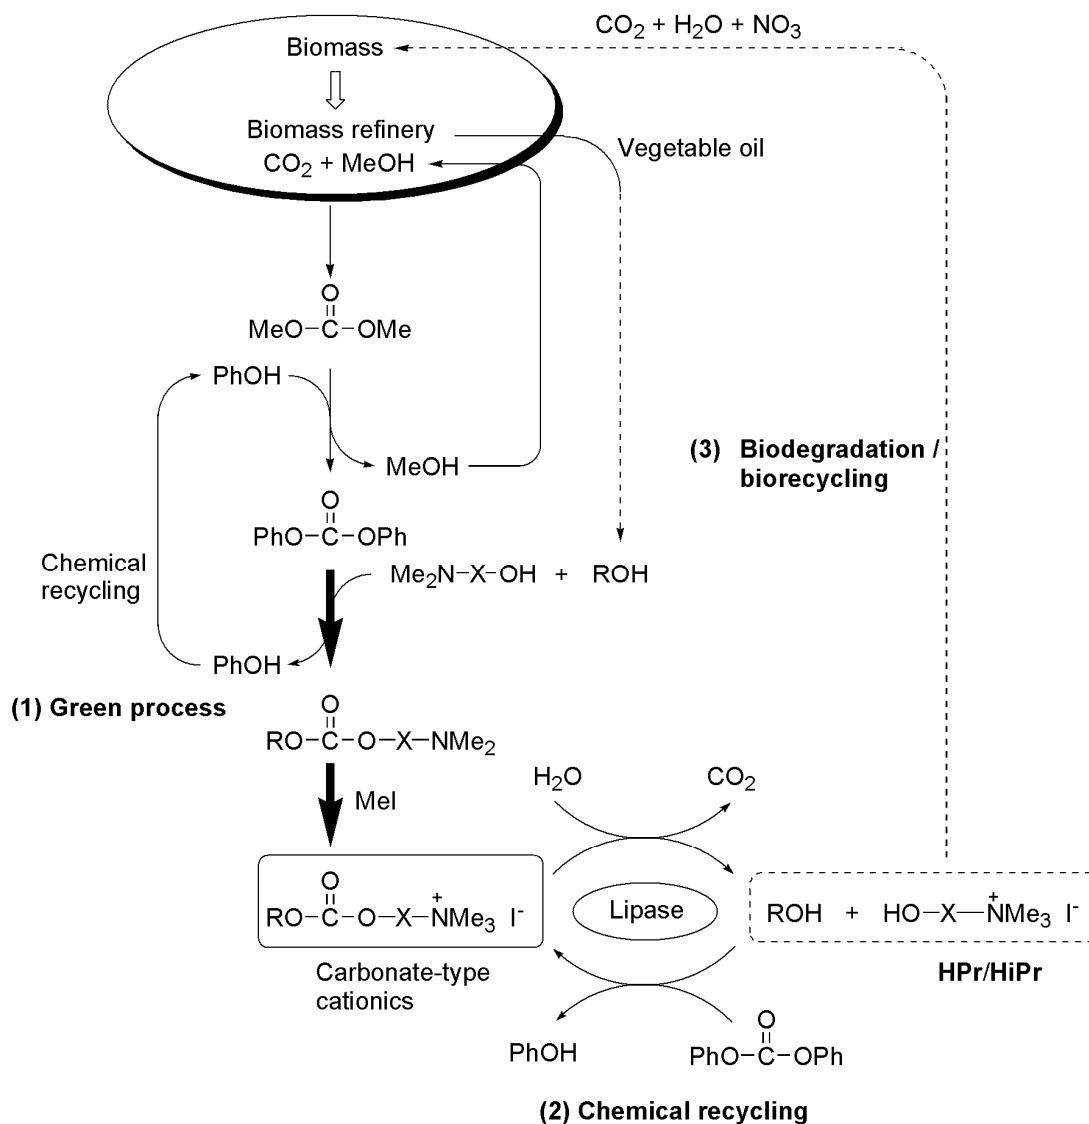 CO₂ + H₂O + NO₃
Biomass
Biomass refinery
CO₂ + MeOH
Vegetable oil
O
MeO–C–OMe
PhOH
MeOH
(3) Biodegradation /
biorecycling
O
PhO–C–OPh
Chemical
recycling
Me₂N–X–OH + ROH
PhOH
(1) Green process
O
RO–C–O–X–NMe₂
MeI
H₂O
CO₂
O
RO–C–O–X–N⁺Me₃ I⁻
Lipase
ROH + HO–X–N⁺Me₃ I⁻
Carbonate-type
cationics
HPr/HiPr
PhOH
O
PhO–C–OPh
(2) Chemical recycling